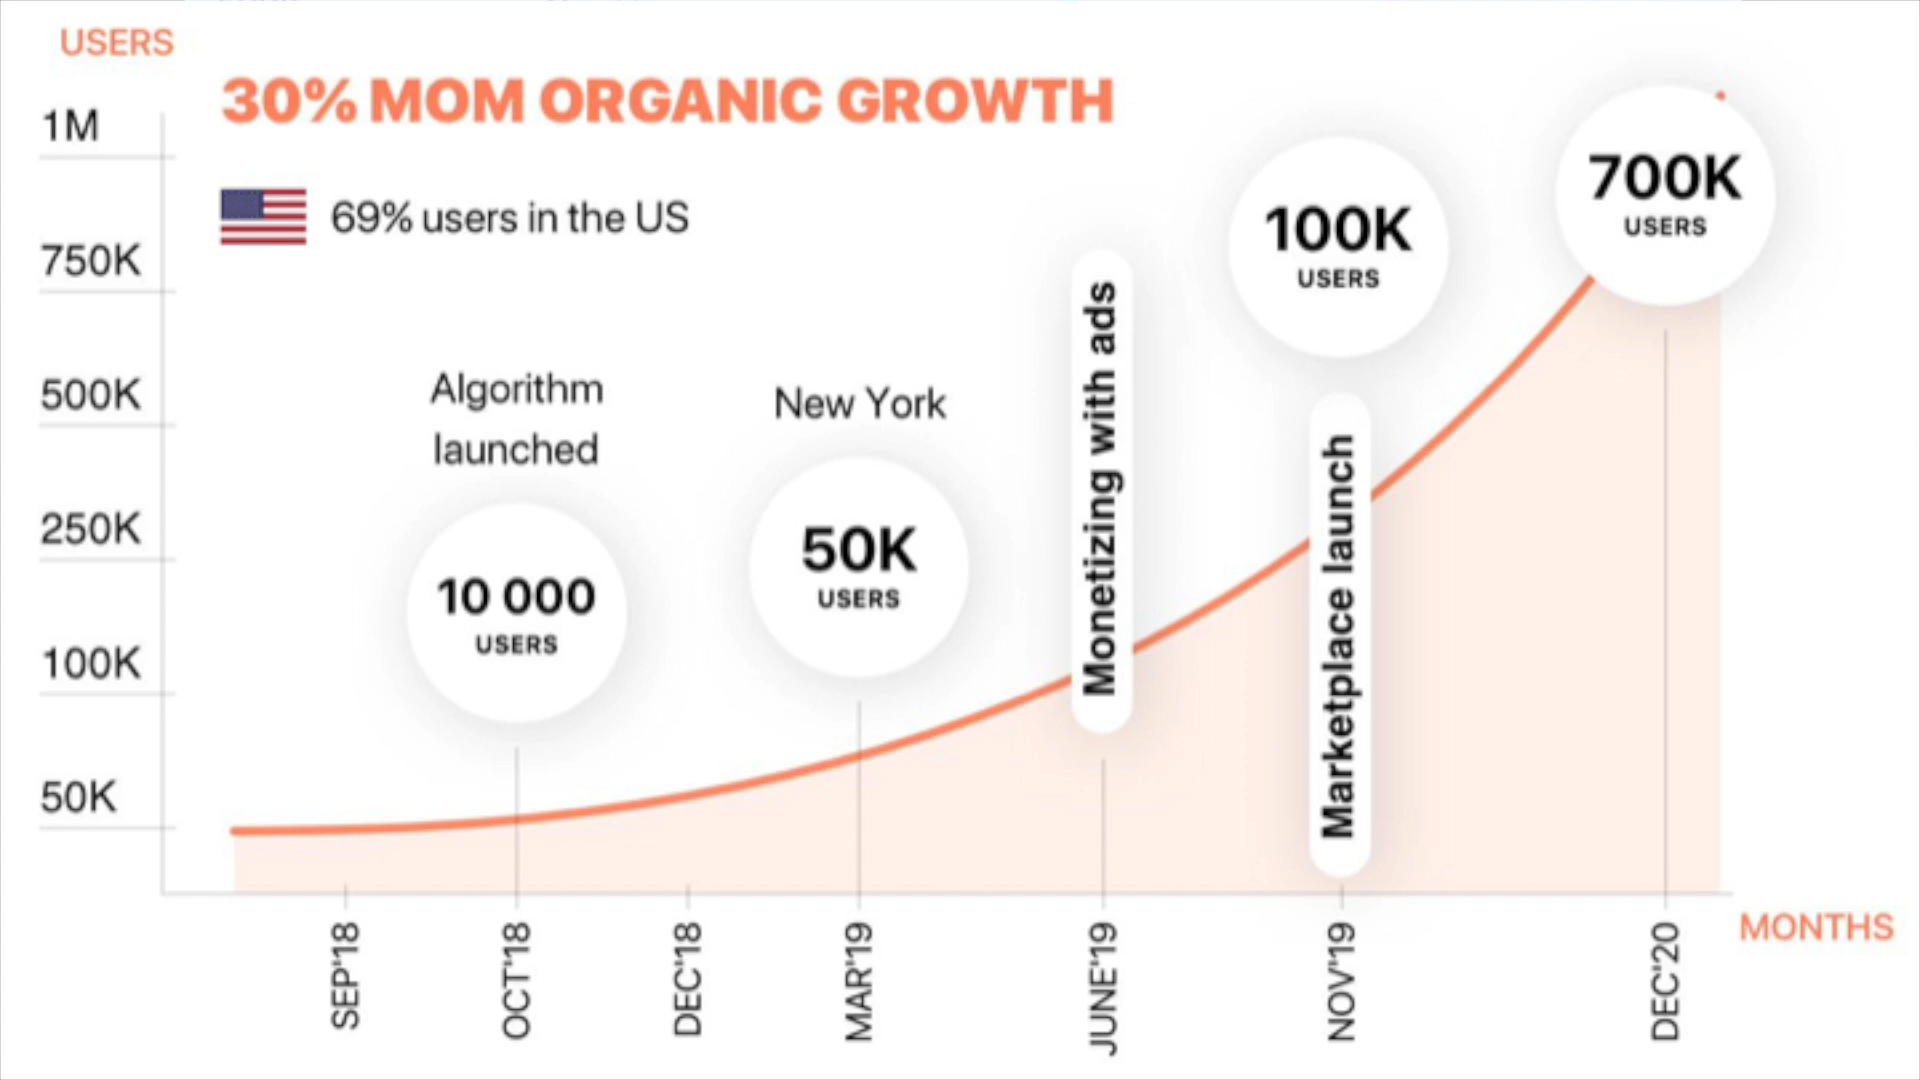 USERS
30% MOM ORGANIC GROWTH
1M
69% users in the US
750K
500K
250K
100K
50K
Algorithm
launched
10 000
USERS
New York
50K
USERS
Monetizing with ads
100K
USERS
Marketplace launch
700K
USERS
SEP'18
OCT'18
DEC'18
MAR'19
JUNE'19
NOV'19
DEC'20
MONTHS